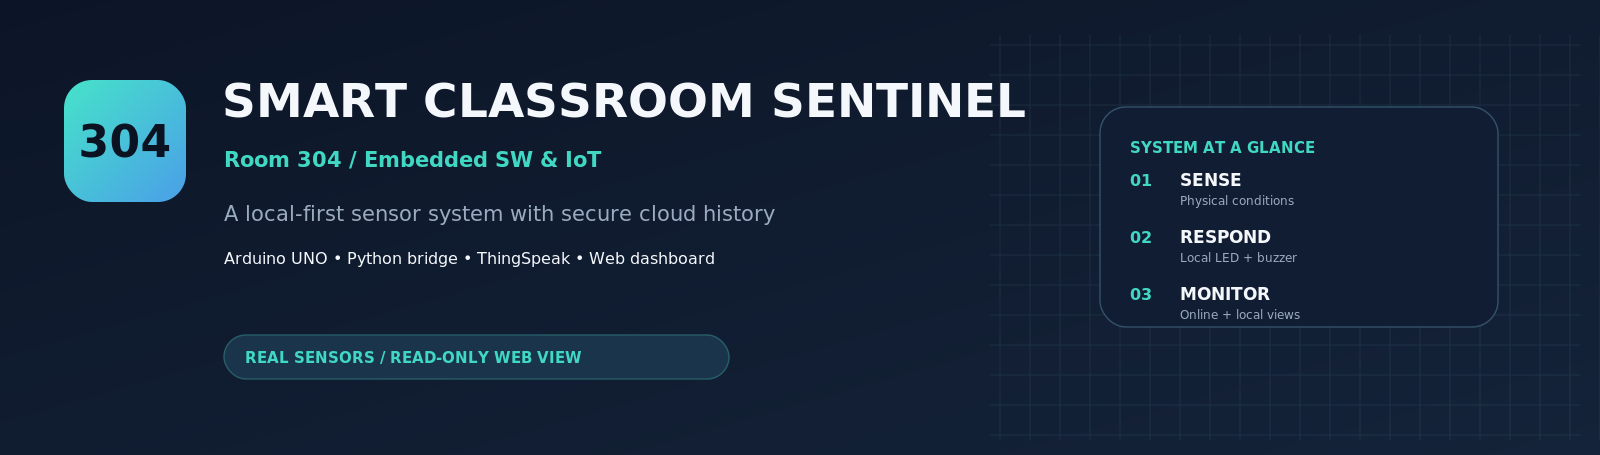 304
SMART CLASSROOM SENTINEL
Room 304 / Embedded SW & IoT
A local-first sensor system with secure cloud history
Arduino UNO • Python bridge • ThingSpeak • Web dashboard
REAL SENSORS / READ-ONLY WEB VIEW
SYSTEM AT A GLANCE
01 SENSE
Physical conditions
02 RESPOND
Local LED + buzzer
03 MONITOR
Online + local views